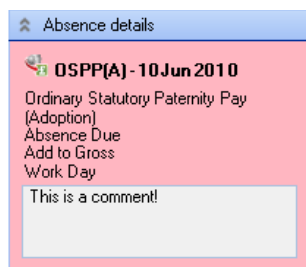 Absence details
OSPP(A) - 10 Jun 2010
Ordinary Statutory Paternity Pay
(Adoption)
Absence Due
Add to Gross
Work Day
This is a comment!